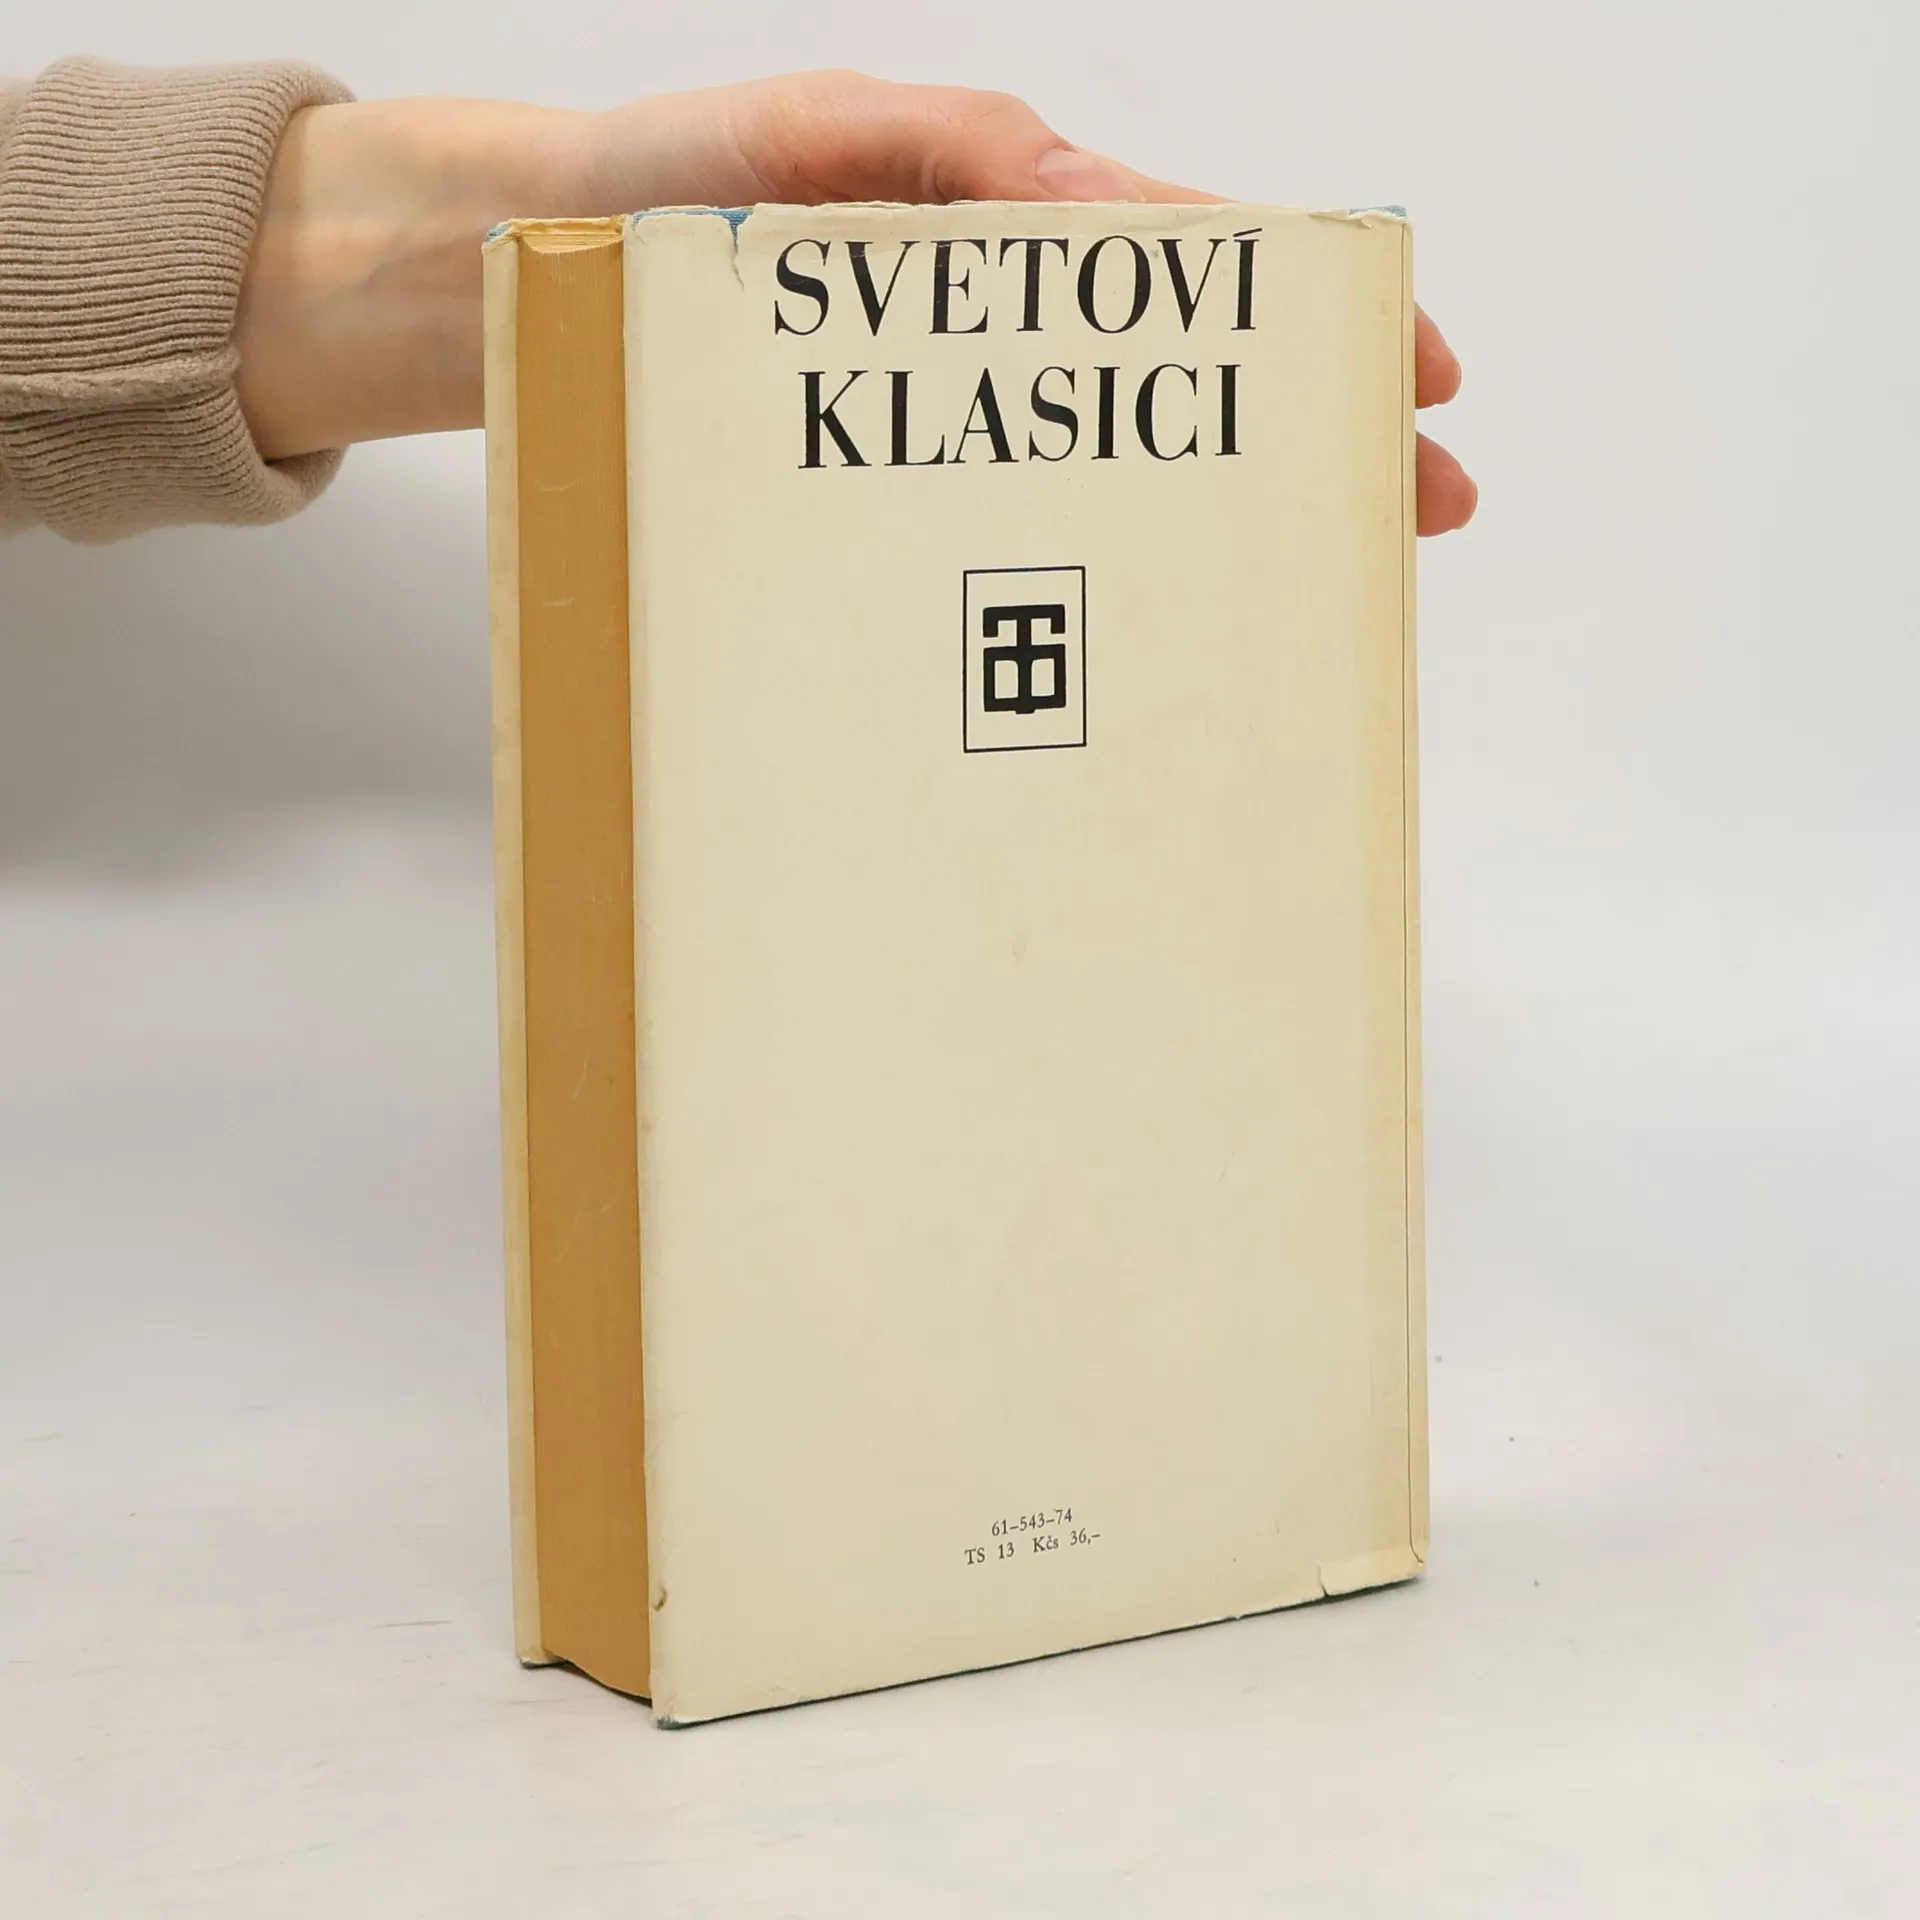 SVETOVÍ
KLASICI
61-543-74
TS 13 Kčs 36,-